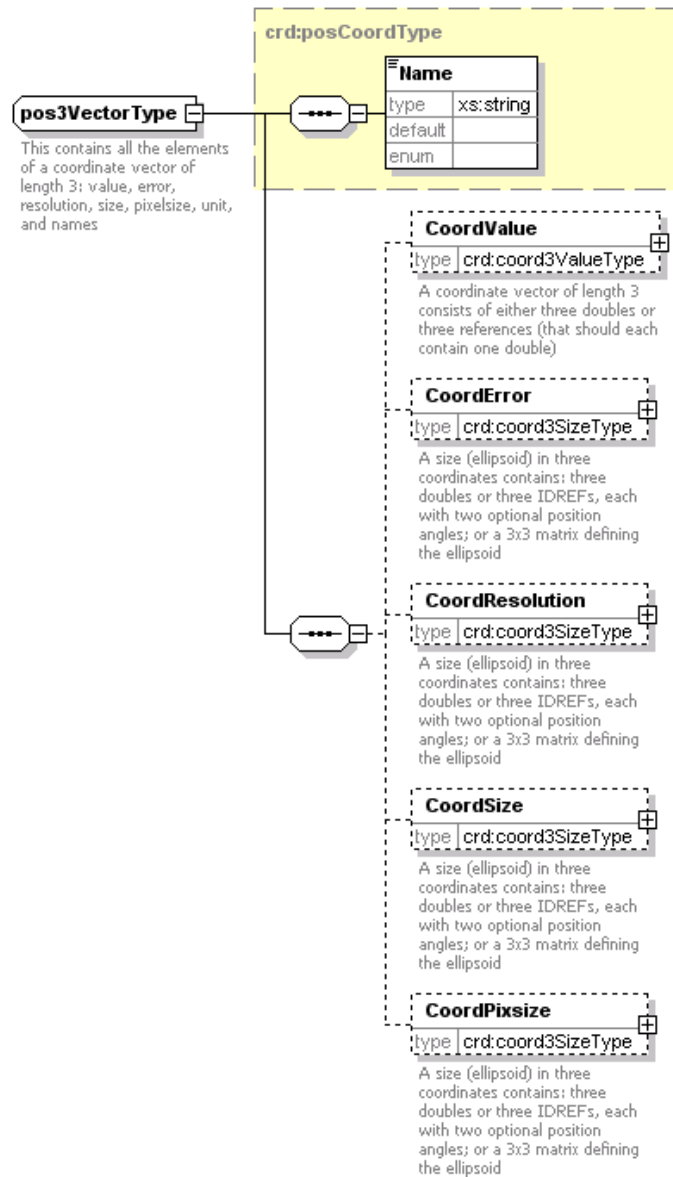 crd:posCoordType
Name
type xs:string
default
enum
pos3VectorType
This contains all the elements
of a coordinate vector of
length 3: value, error,
resolution, size, pixelsize, unit,
and names
CoordValue
type crd:coord3ValueType
A coordinate vector of length 3
consists of either three doubles or
three references (that should each
contain one double)
CoordError
type crd:coord3SizeType
A size (ellipsoid) in three
coordinates contains: three
doubles or three IDREFs, each
with two optional position
angles; or a 3x3 matrix defining
the ellipsoid
CoordResolution
type crd:coord3SizeType
A size (ellipsoid) in three
coordinates contains: three
doubles or three IDREFs, each
with two optional position
angles; or a 3x3 matrix defining
the ellipsoid
CoordSize
type crd:coord3SizeType
A size (ellipsoid) in three
coordinates contains: three
doubles or three IDREFs, each
with two optional position
angles; or a 3x3 matrix defining
the ellipsoid
CoordPixsize
type crd:coord3SizeType
A size (ellipsoid) in three
coordinates contains: three
doubles or three IDREFs, each
with two optional position
angles; or a 3x3 matrix defining
the ellipsoid